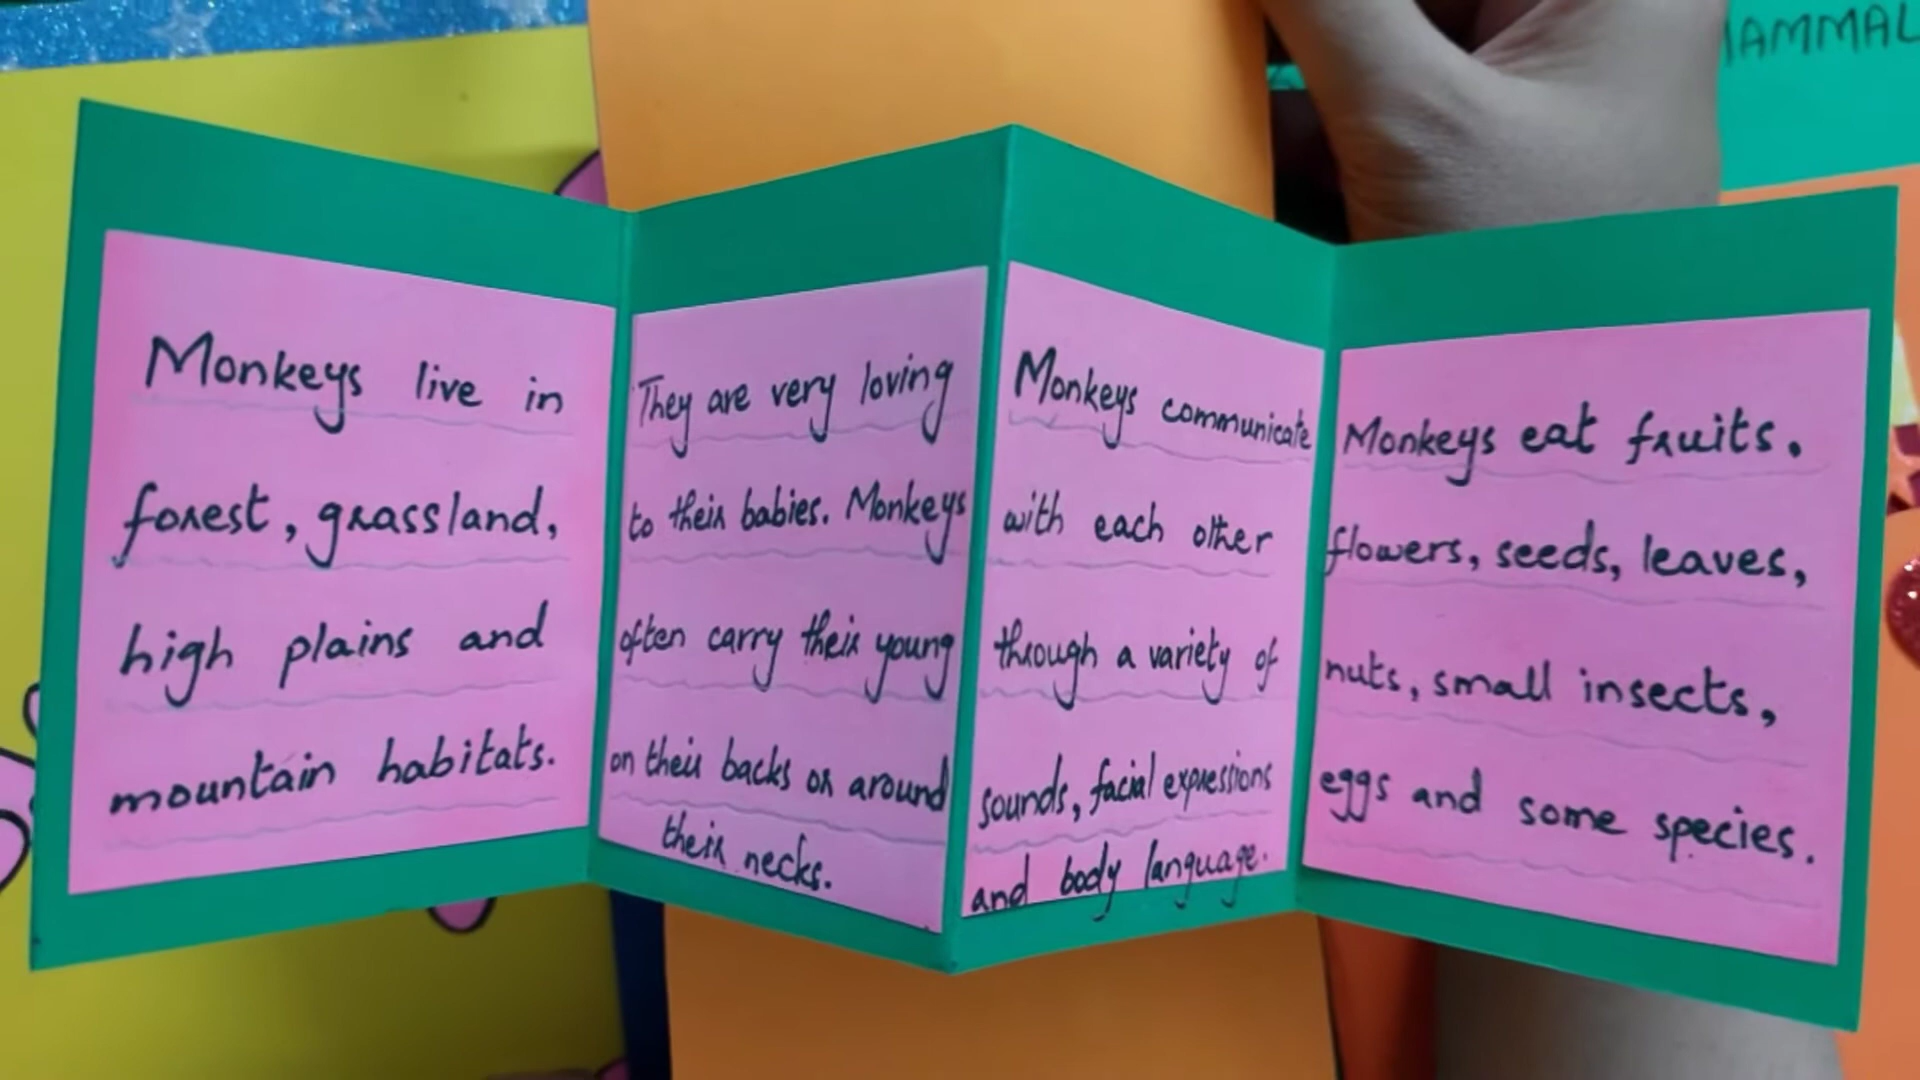 Monkeys live in
forest, grassland,
high plains and
mountain habitats.
They are very loving
to their babies. Monkeys
often carry their young
on their backs or around
their necks.
Monkeys communicate
with each other
through a variety of
sounds, facial expressions
and body language.
Monkeys eat fruits.
flowers, seeds, leaves,
nuts, small insects,
eggs and some species.